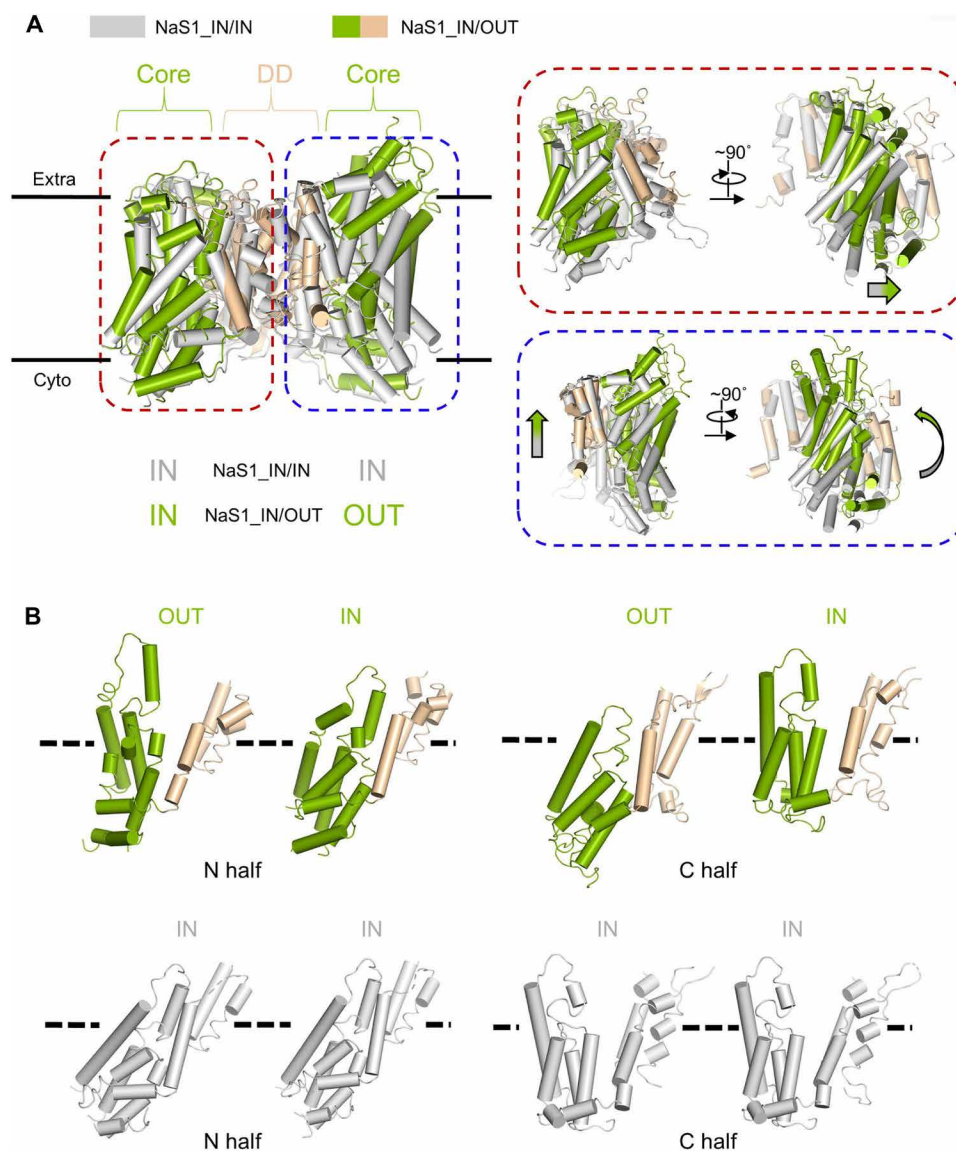 A
NaS1_IN/IN
NaS1_IN/OUT
Core
DD
Core
Extra
Cyto
~90°
~90°
IN
NaS1_IN/IN
IN
IN
NaS1_IN/OUT
OUT
B
OUT
IN
OUT
IN
N half
C half
IN
IN
IN
IN
N half
C half